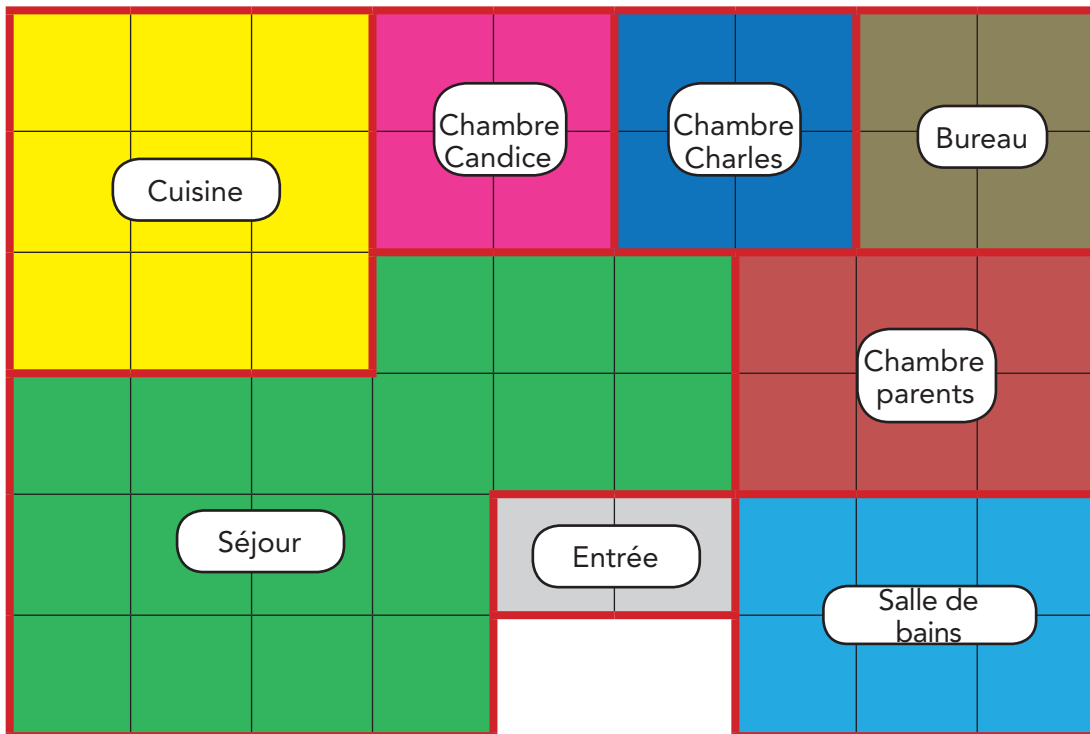 Chambre
Candice
Chambre
Charles
Bureau
Cuisine
Chambre
parents
Séjour
Entrée
Salle de
bains